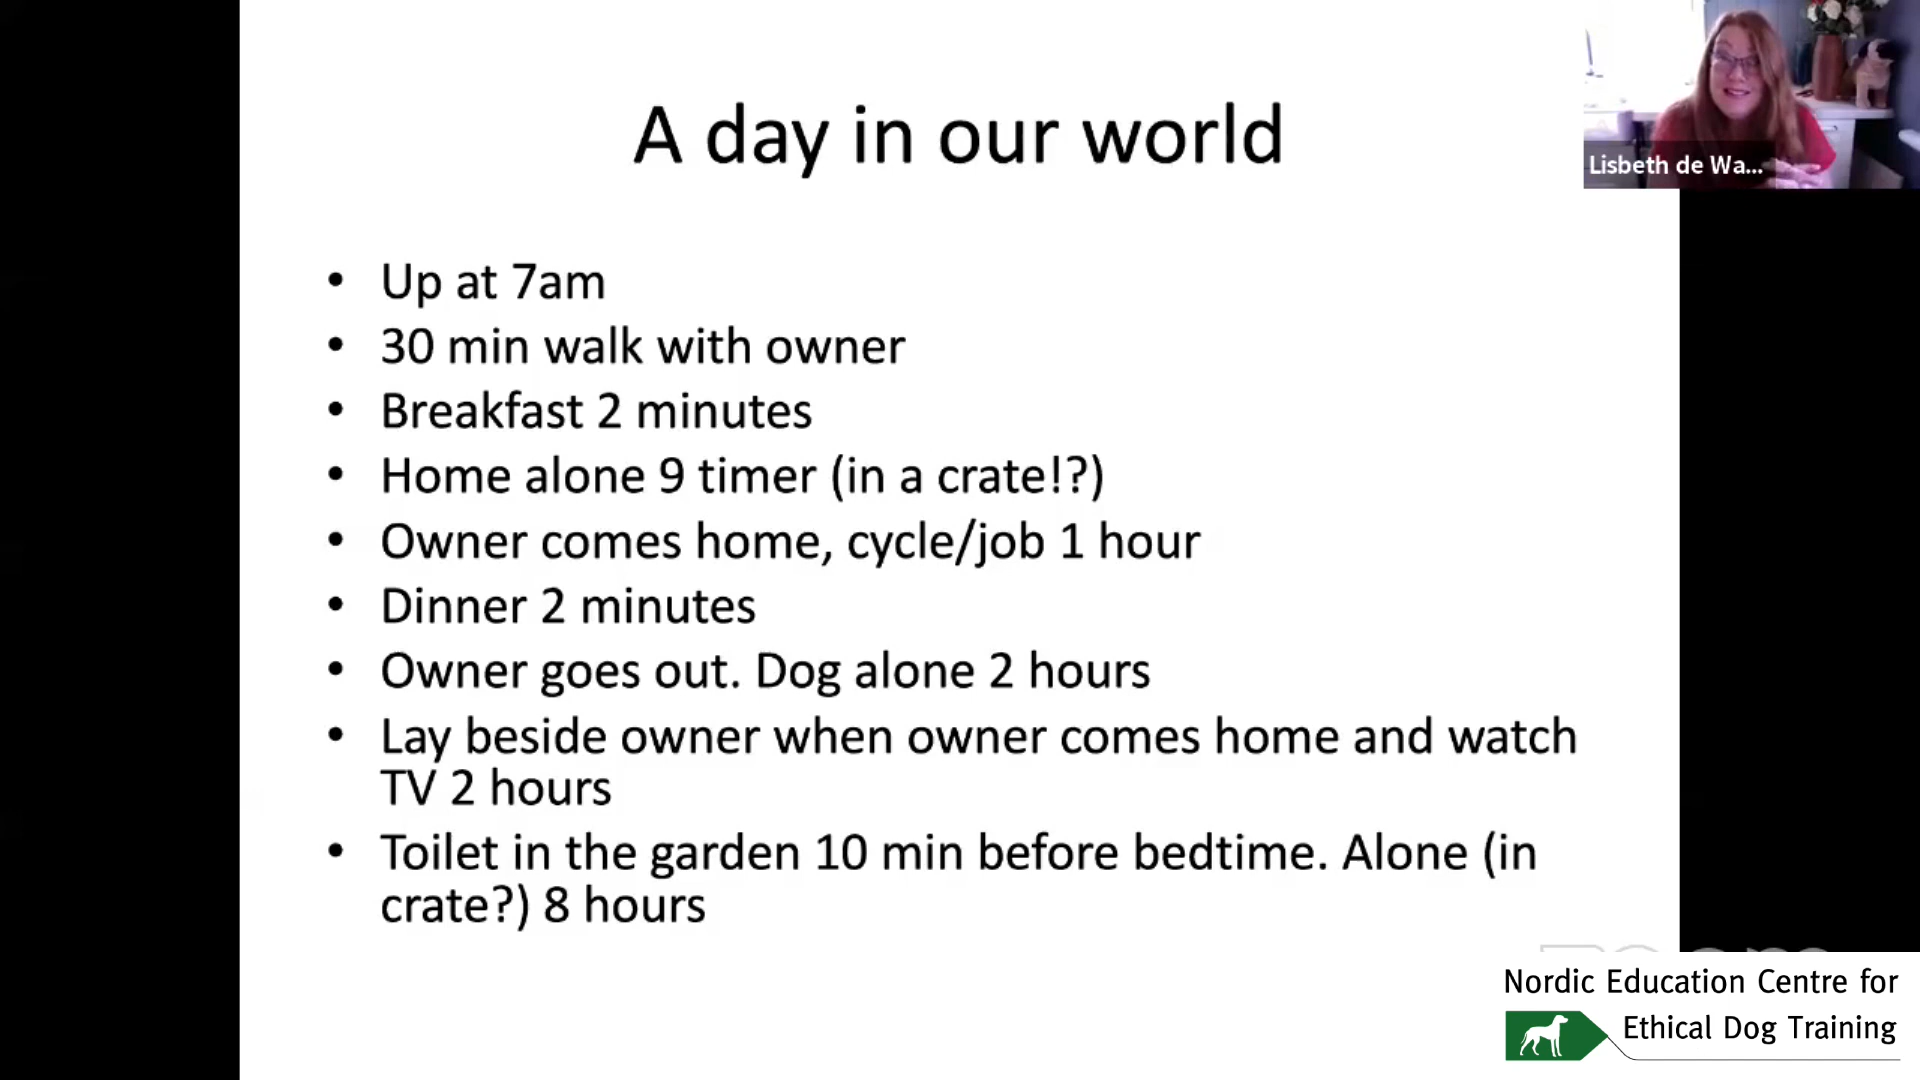 A day in our world
Lisbeth de Wa...
• Up at 7am
• 30 min walk with owner
• Breakfast 2 minutes
• Home alone 9 timer (in a crate!?)
• Owner comes home, cycle/job 1 hour
• Dinner 2 minutes
• Owner goes out. Dog alone 2 hours
• Lay beside owner when owner comes home and watch
TV 2 hours
• Toilet in the garden 10 min before bedtime. Alone (in
crate?) 8 hours
Nordic Education Centre for
Ethical Dog Training